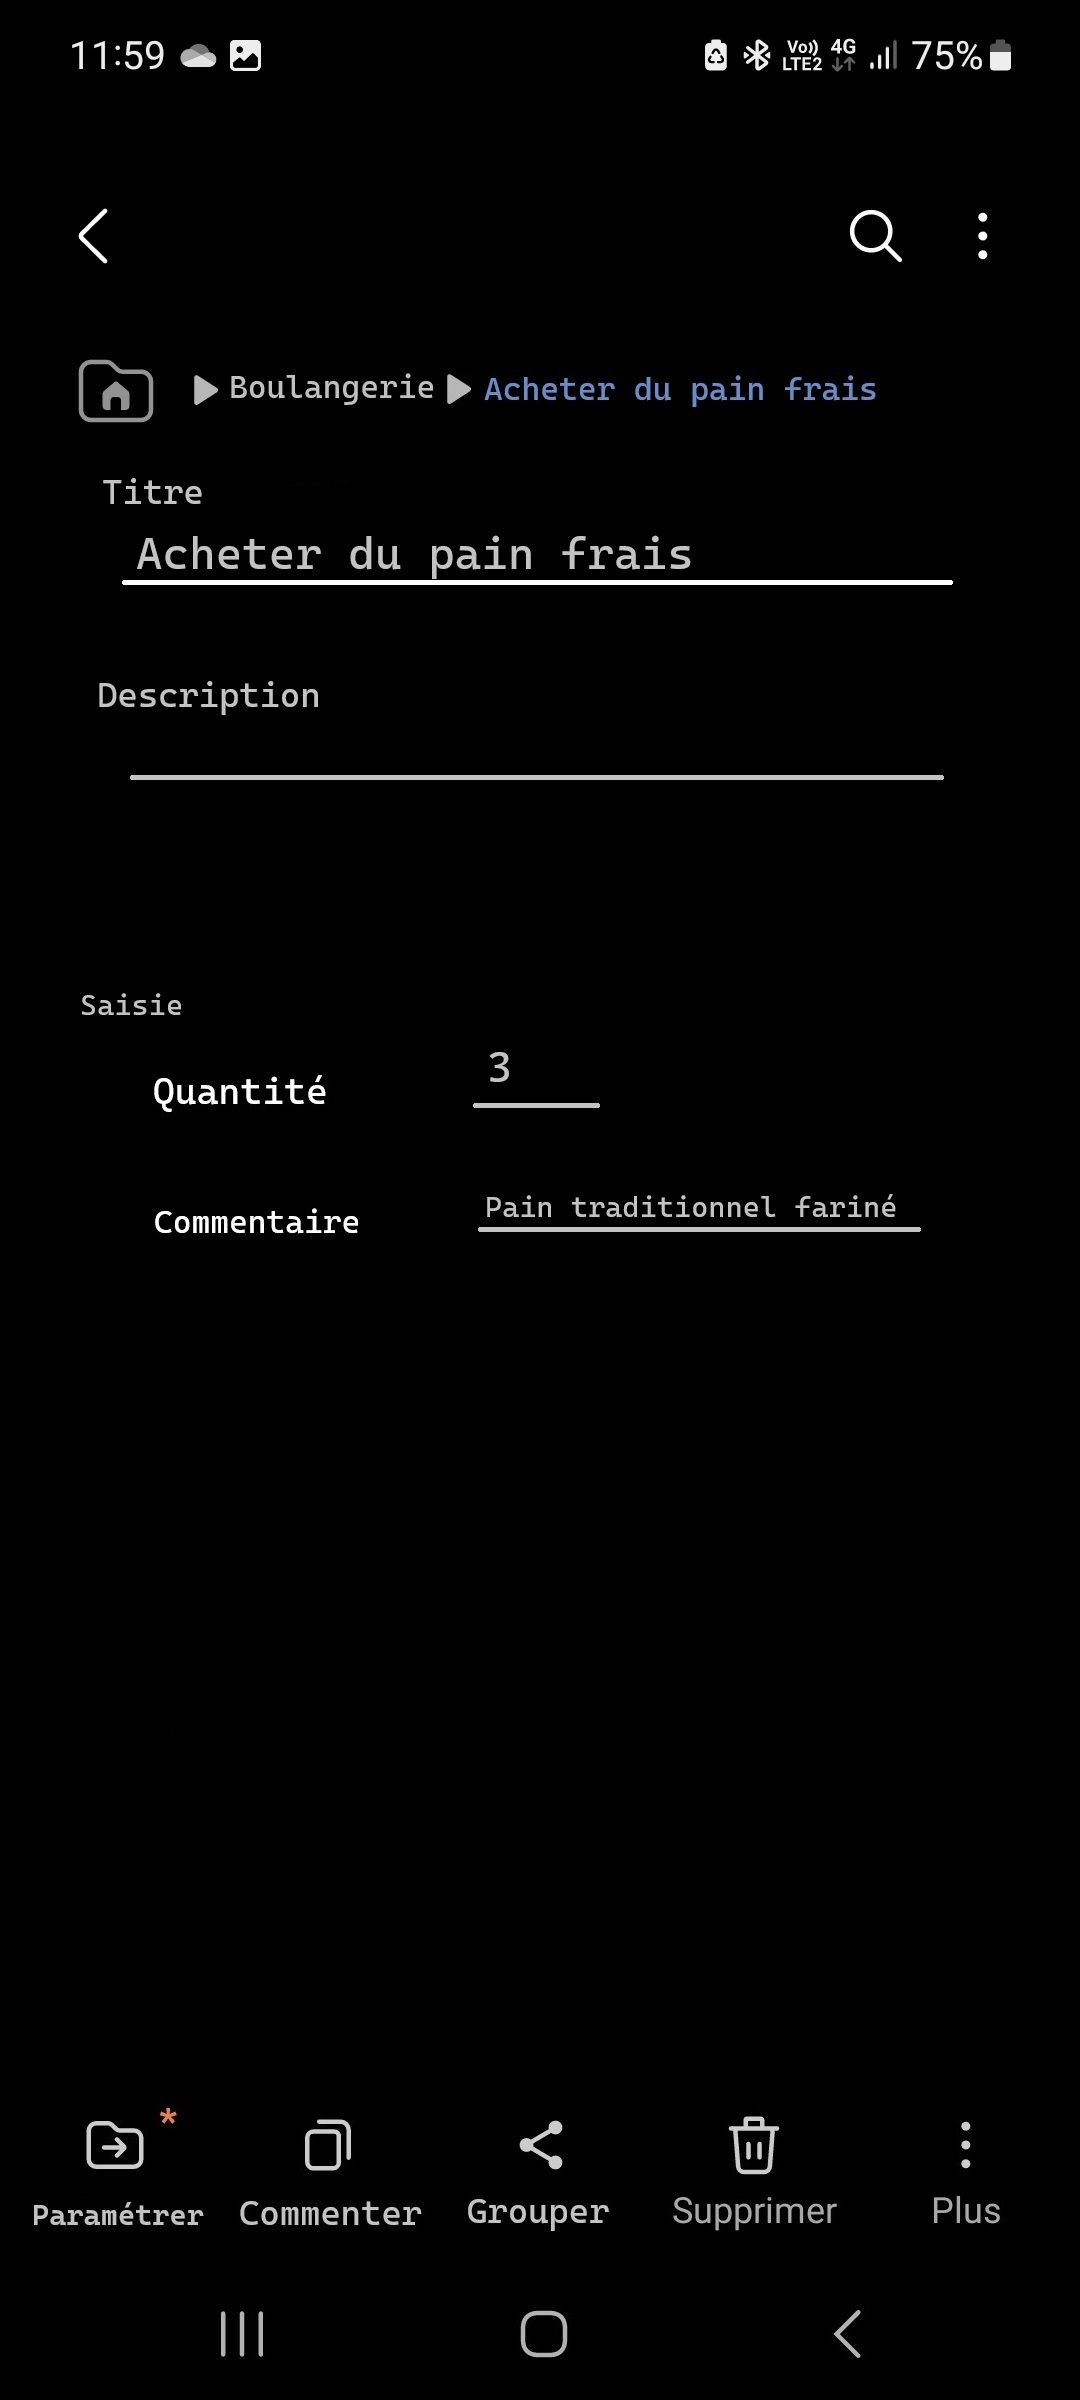 11:59 Vo)) LTE2 4G 75%
Boulangerie Acheter du pain frais
Titre
Acheter du pain frais
Description
Saisie
Quantité 3
Commentaire Pain traditionnel fariné
*
Paramétrer Commenter Grouper Supprimer Plus